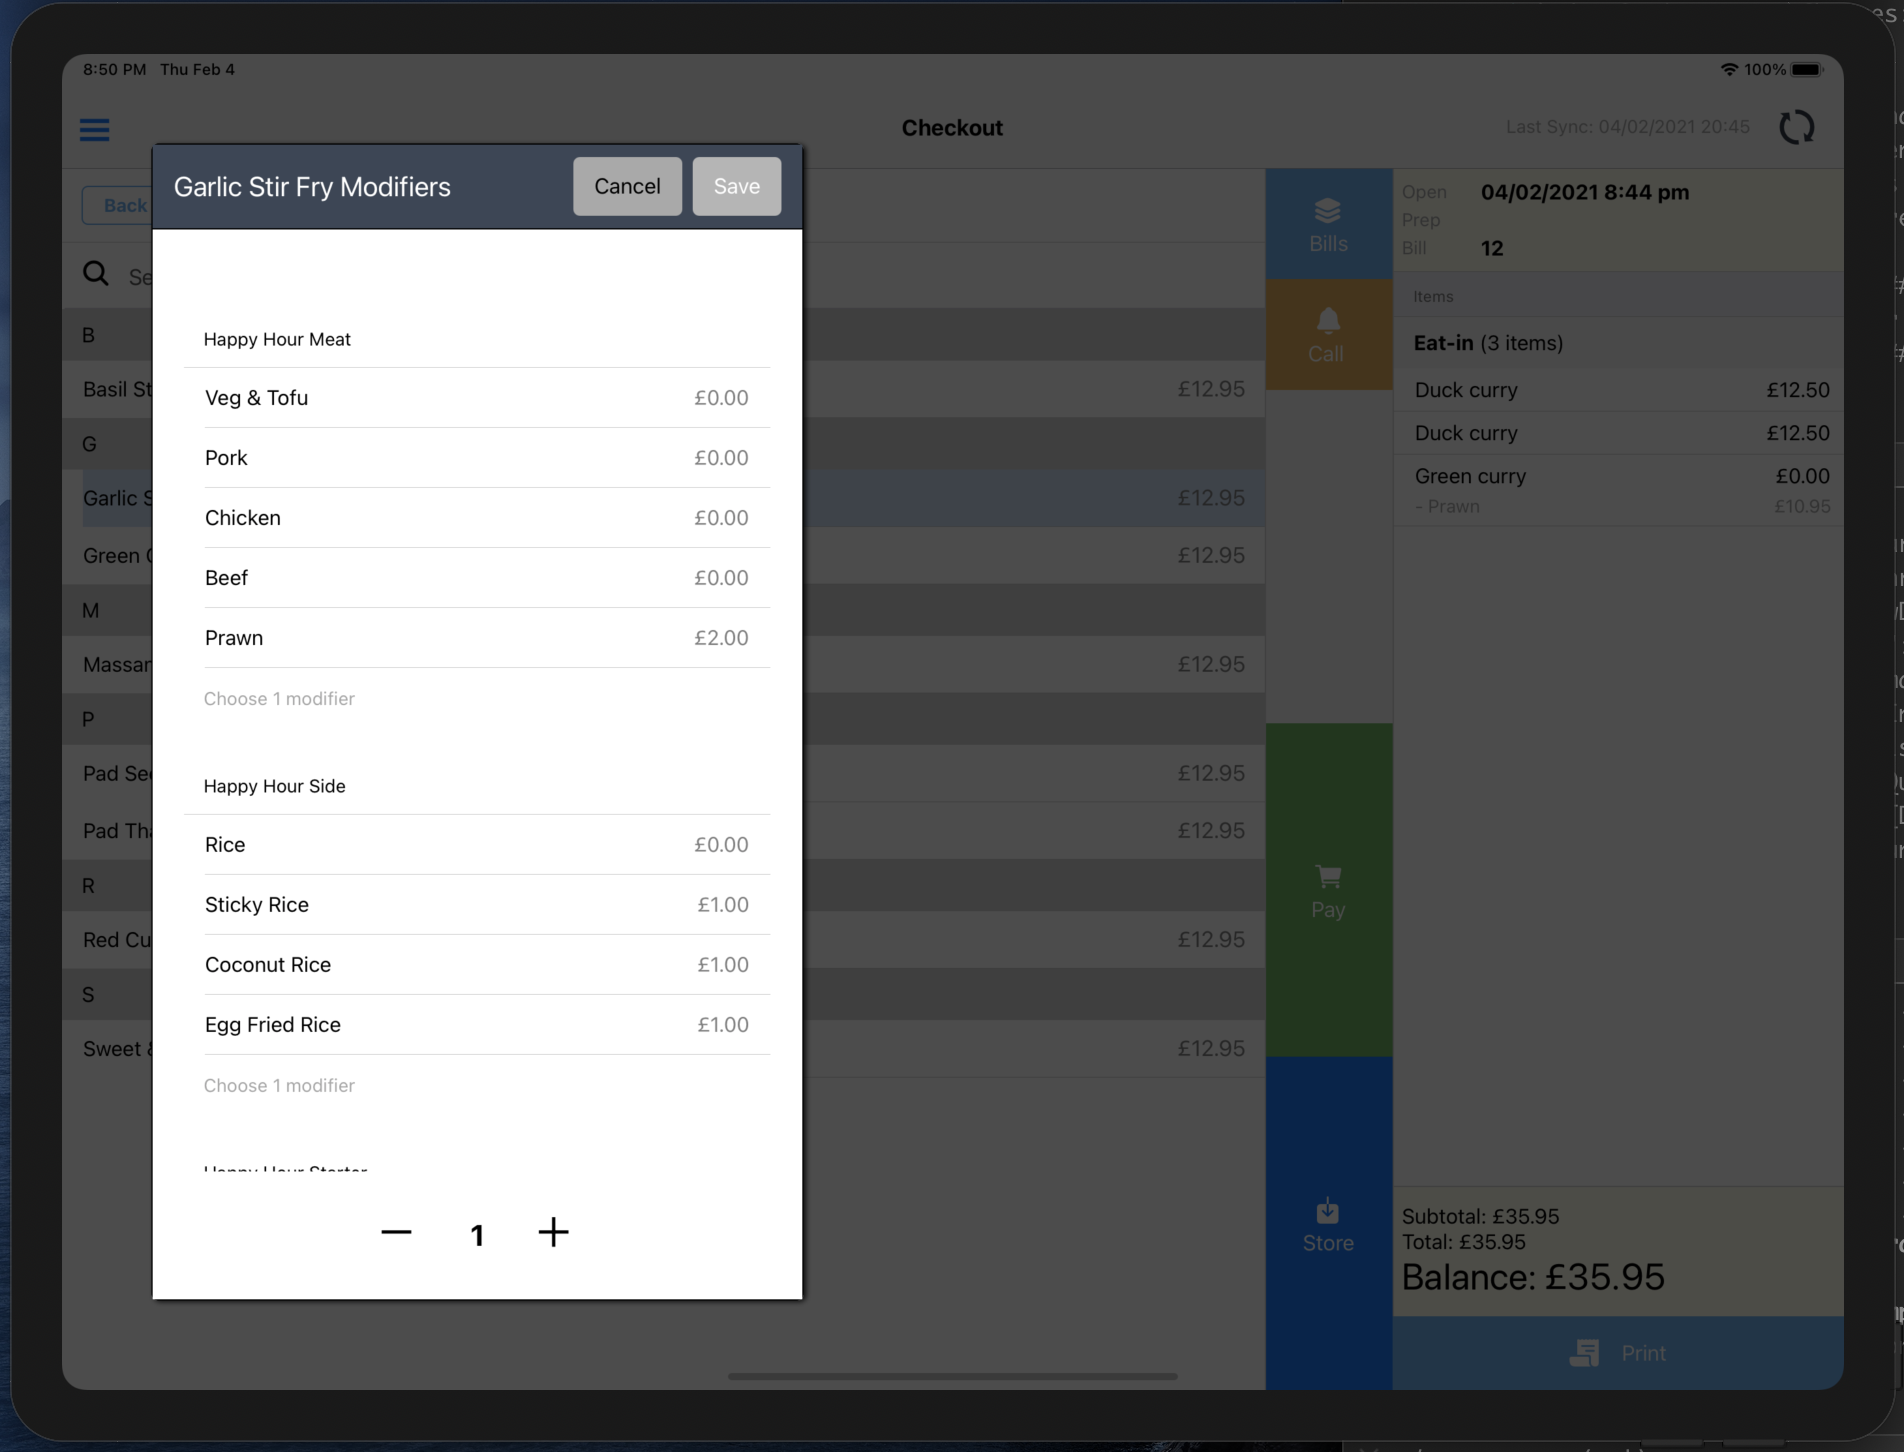 8:50 PM Thu Feb 4
100%
Checkout
Last Sync: 04/02/2021 20:45
Back
Garlic Stir Fry Modifiers
Cancel
Save
Se
B
Basil St
£12.95
G
Garlic S
£12.95
Green C
£12.95
M
Massar
£12.95
P
Pad See
£12.95
Pad Tha
£12.95
R
Red Cu
£12.95
S
Sweet &
£12.95
Happy Hour Meat
Veg & Tofu £0.00
Pork £0.00
Chicken £0.00
Beef £0.00
Prawn £2.00
Choose 1 modifier
Happy Hour Side
Rice £0.00
Sticky Rice £1.00
Coconut Rice £1.00
Egg Fried Rice £1.00
Choose 1 modifier
Happy Hour Starter
1
Bills
Call
Pay
Store
Open 04/02/2021 8:44 pm
Prep
Bill 12
Items
Eat-in (3 items)
Duck curry £12.50
Duck curry £12.50
Green curry £0.00
- Prawn £10.95
Subtotal: £35.95
Total: £35.95
Balance: £35.95
Print